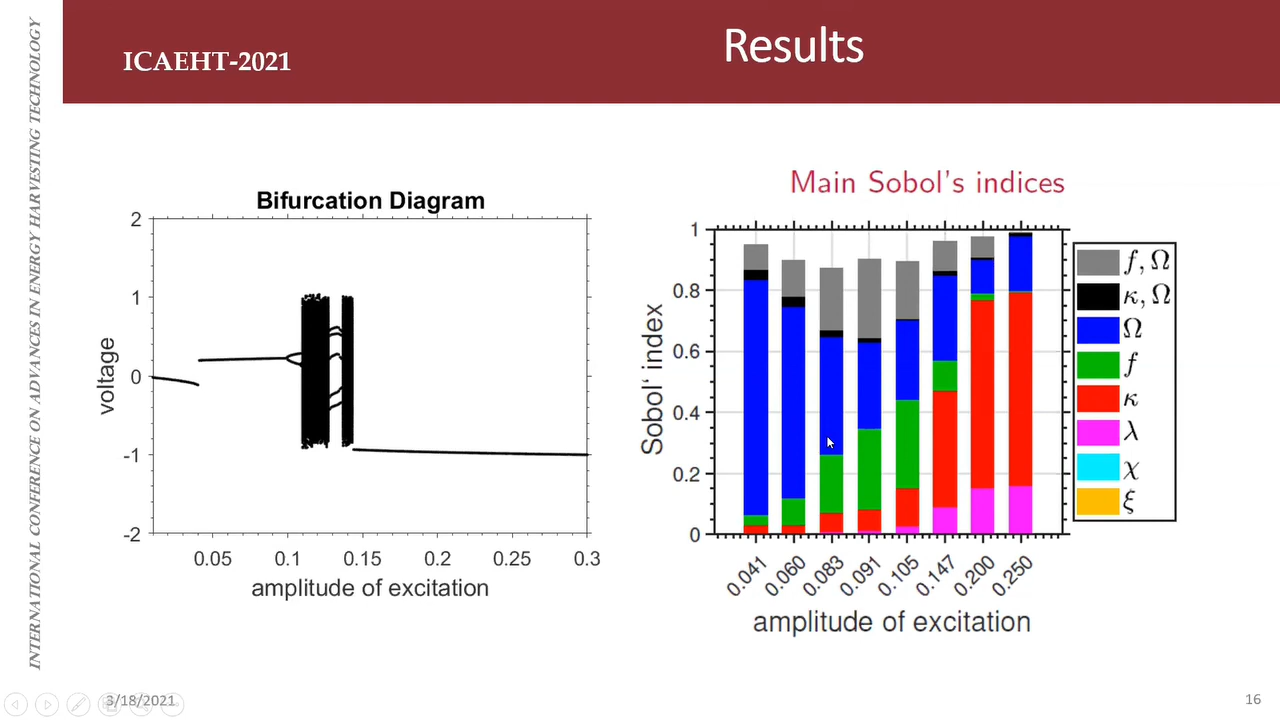 INTERNATIONAL CONFERENCE ON ADVANCES IN ENERGY HARVESTING TECHNOLOGY
ICAEHT-2021
Results
Bifurcation Diagram
2
1
0
-1
-2
voltage
0.05 0.1 0.15 0.2 0.25 0.3
amplitude of excitation
Main Sobol's indices
1
0.8
0.6
0.4
0.2
0
Sobol' index
0.041 0.060 0.083 0.091 0.105 0.147 0.200 0.250
amplitude of excitation
f, Ω
κ, Ω
Ω
f
κ
λ
χ
ξ
3/18/2021
16